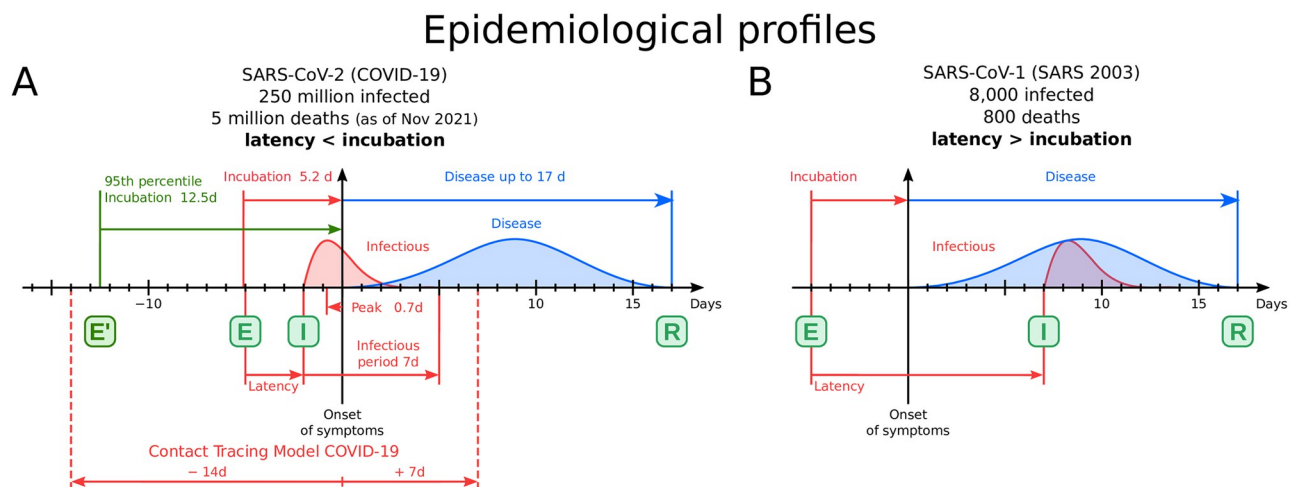 Epidemiological profiles
A
SARS-CoV-2 (COVID-19)
250 million infected
5 million deaths (as of Nov 2021)
latency < incubation
95th percentile
Incubation 12.5d
Incubation 5.2 d
Disease up to 17 d
Disease
Infectious
−10
10
15
Days
Peak 0.7d
E'
E
I
R
Infectious
period 7d
Latency
Onset
of symptoms
Contact Tracing Model COVID-19
− 14d
+ 7d
B
SARS-CoV-1 (SARS 2003)
8,000 infected
800 deaths
latency > incubation
Incubation
Disease
Infectious
10
15
Days
E
I
R
Latency
Onset
of symptoms